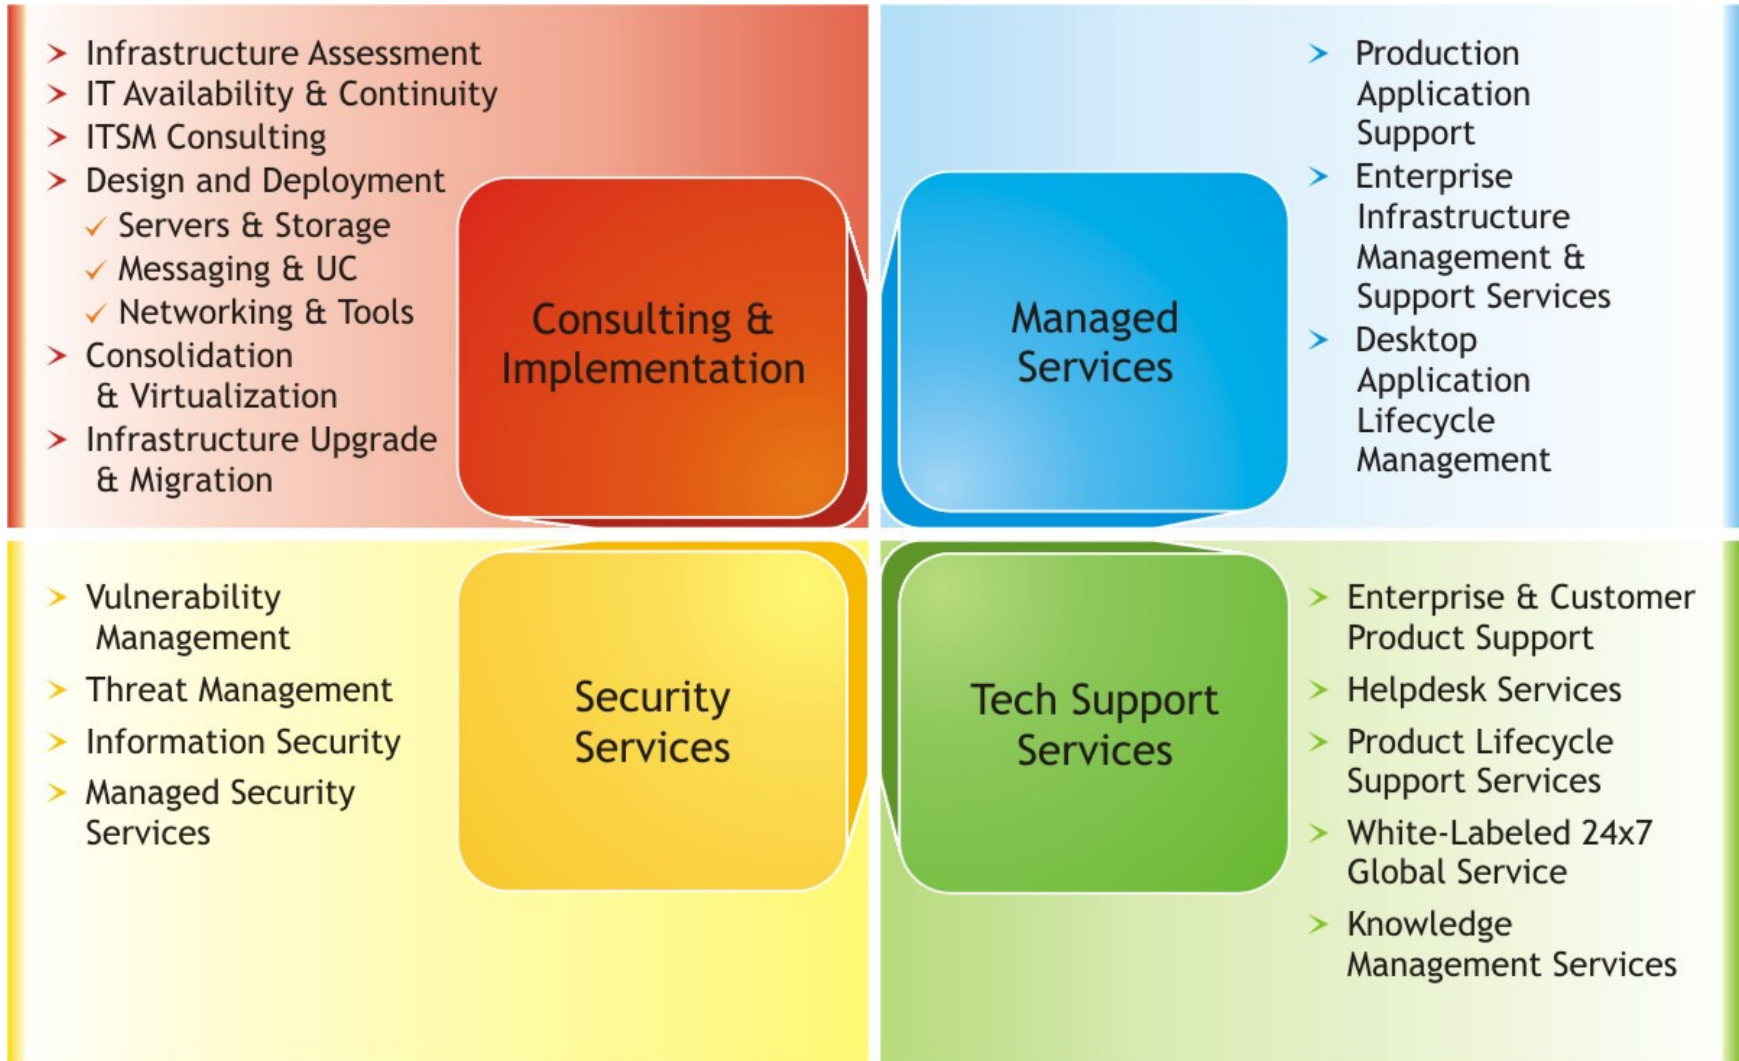 Infrastructure Assessment
IT Availability & Continuity
ITSM Consulting
Design and Deployment
Servers & Storage
Messaging & UC
Networking & Tools
Consolidation
& Virtualization
Infrastructure Upgrade
& Migration
Consulting &
Implementation
Managed
Services
Production
Application
Support
Enterprise
Infrastructure
Management &
Support Services
Desktop
Application
Lifecycle
Management
Vulnerability
Management
Threat Management
Information Security
Managed Security
Services
Security
Services
Tech Support
Services
Enterprise & Customer
Product Support
Helpdesk Services
Product Lifecycle
Support Services
White-Labeled 24x7
Global Service
Knowledge
Management Services